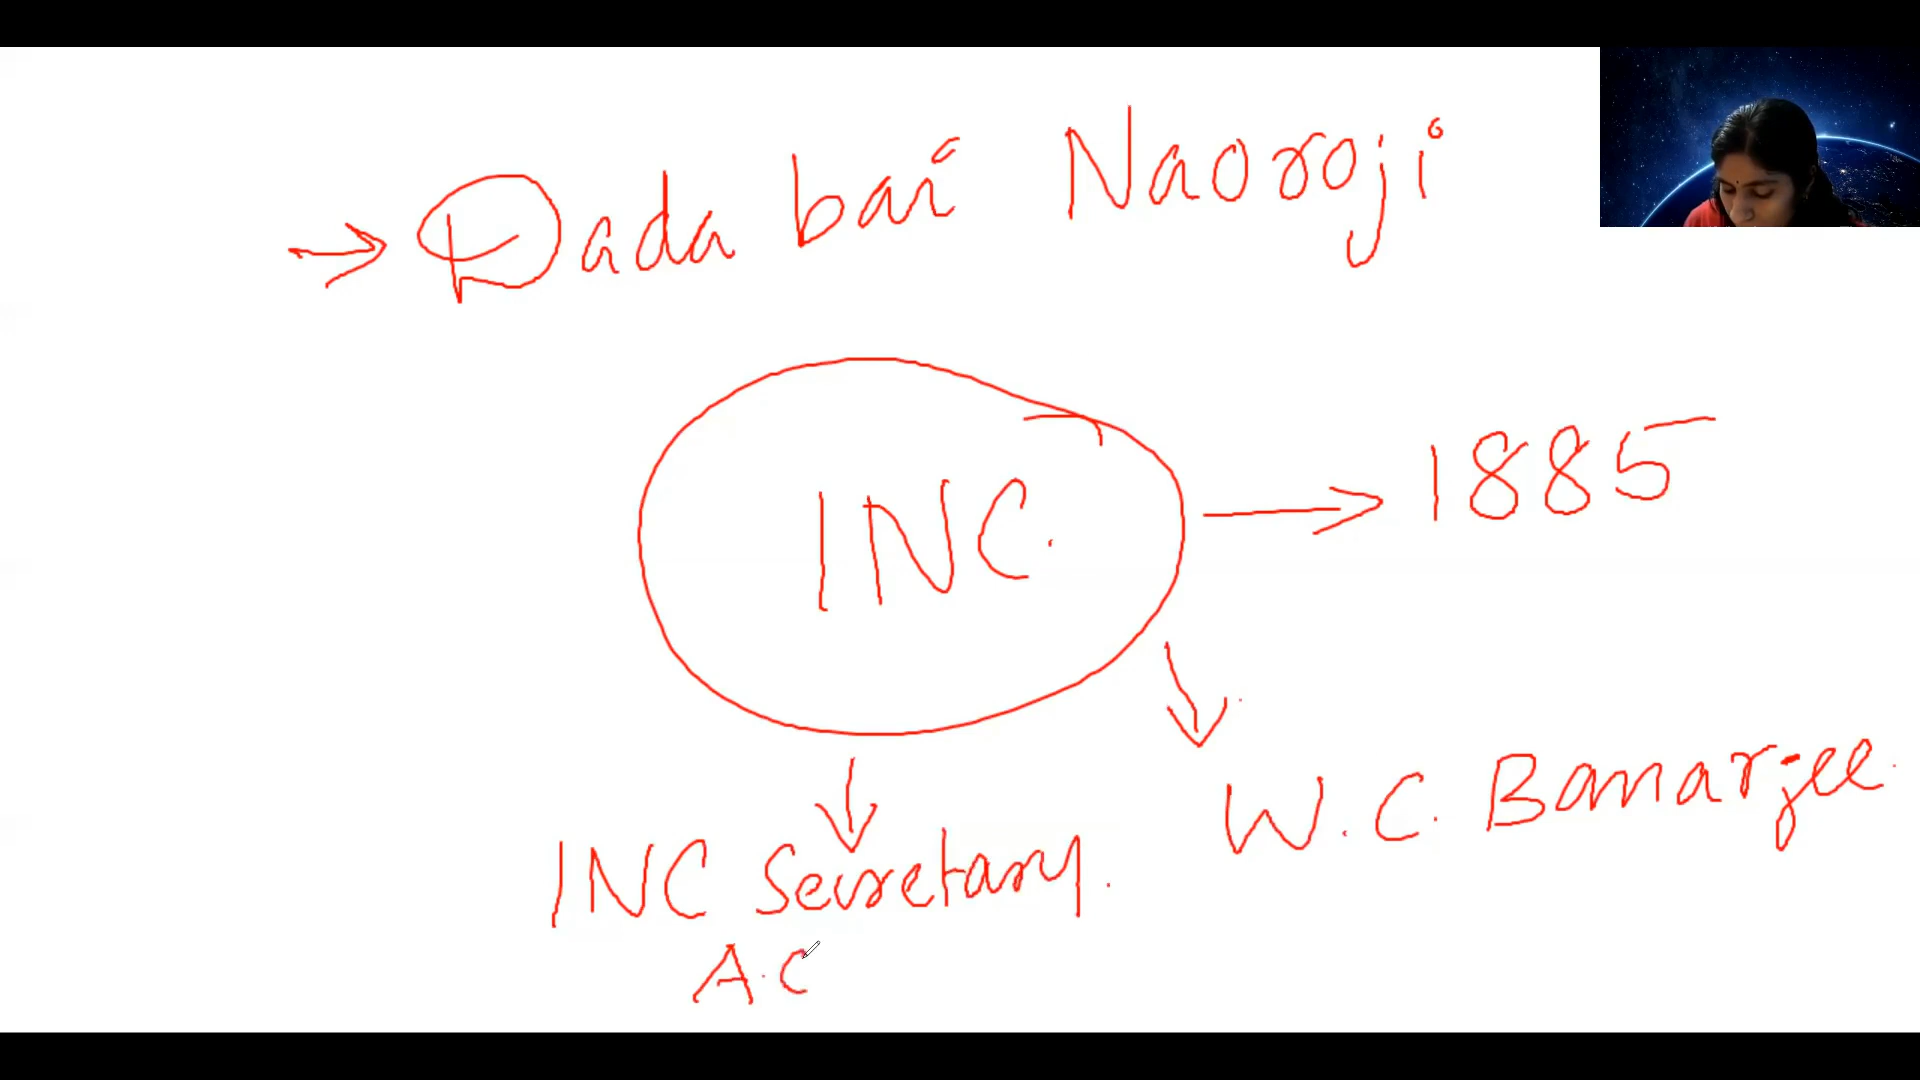 → Dada bai Naoroji
INC.
→ 1885
W. C. Banarjee.
INC Secretary.
A. C